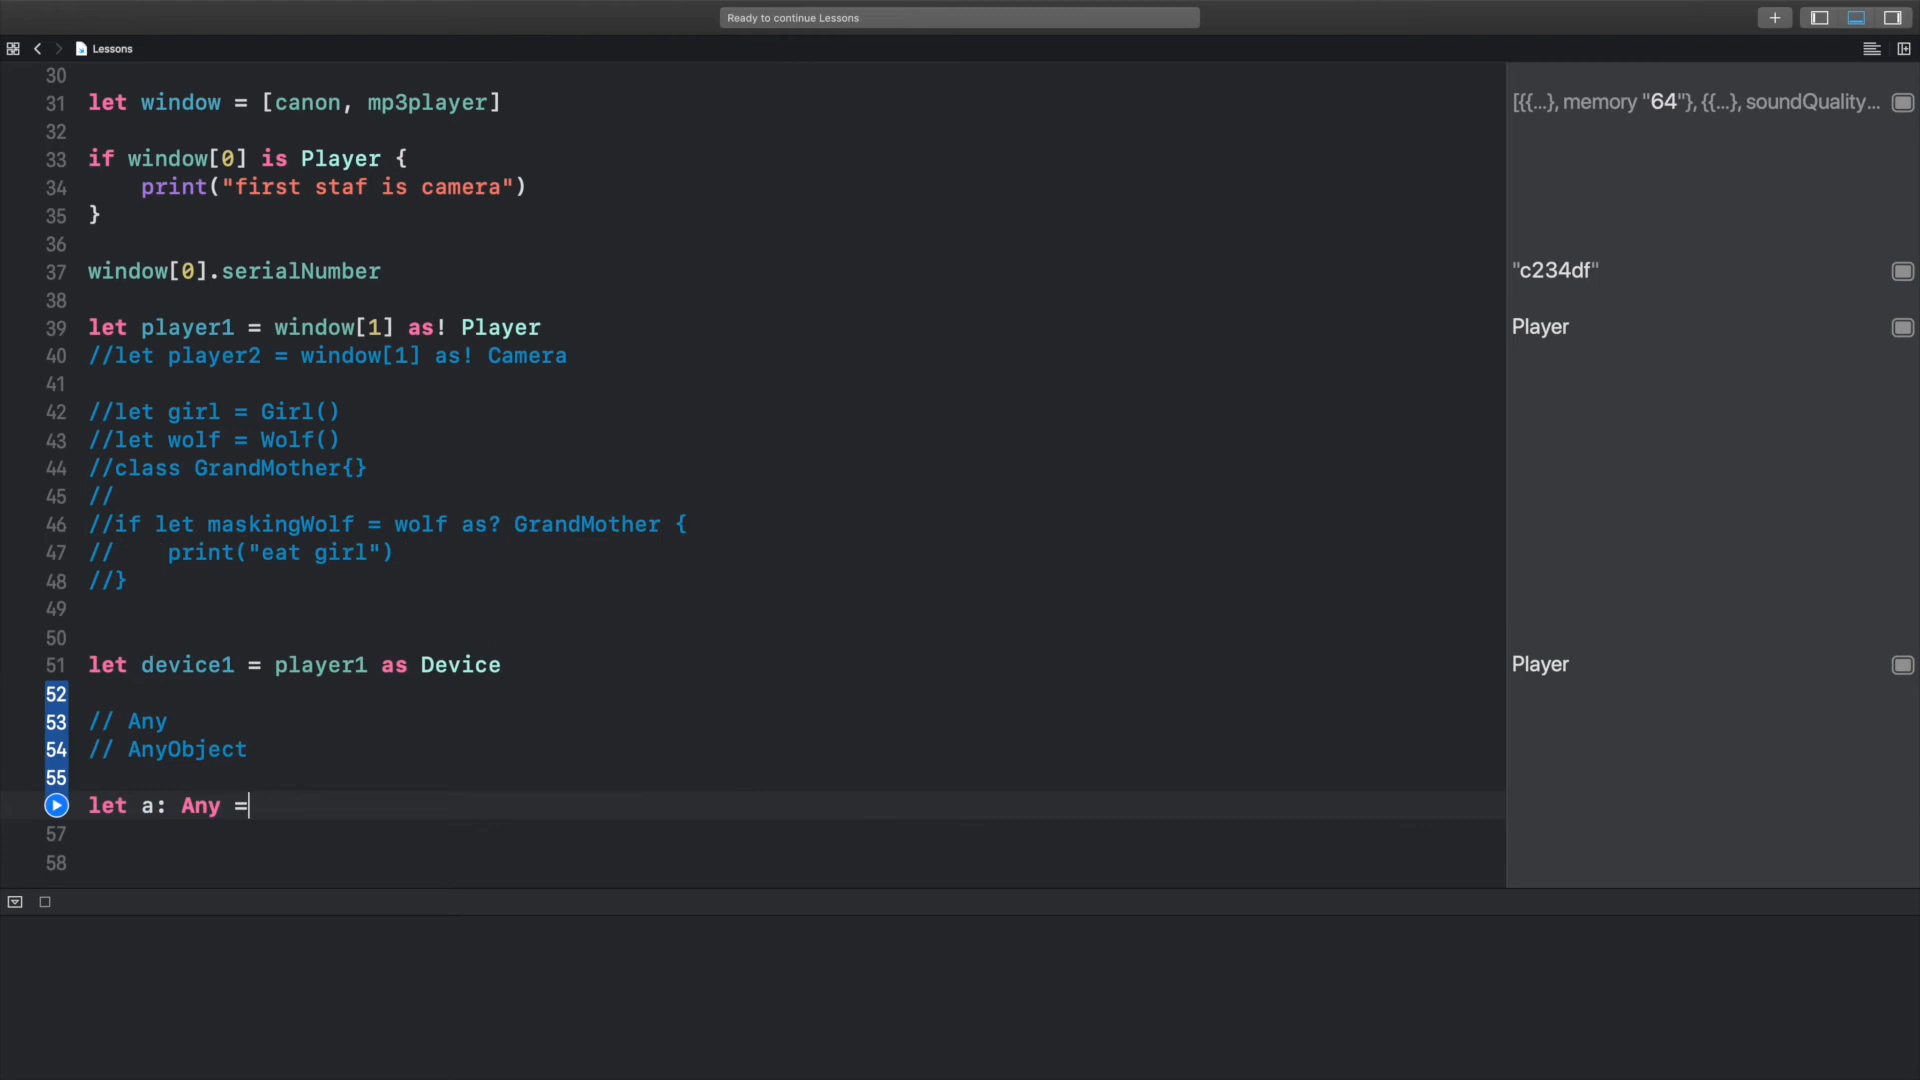 Ready to continue Lessons
Lessons
30
31 let window = [canon, mp3player]
[{{...}, memory "64"}, {{...}, soundQuality...
32
33 if window[0] is Player {
34 print("first staf is camera")
35 }
36
37 window[0].serialNumber
"c234df"
38
39 let player1 = window[1] as! Player
Player
40 //let player2 = window[1] as! Camera
41
42 //let girl = Girl()
43 //let wolf = Wolf()
44 //class GrandMother{}
45 //
46 //if let maskingWolf = wolf as? GrandMother {
47 // print("eat girl")
48 //}
49
50
51 let device1 = player1 as Device
Player
52
53 // Any
54 // AnyObject
55
let a: Any =
57
58